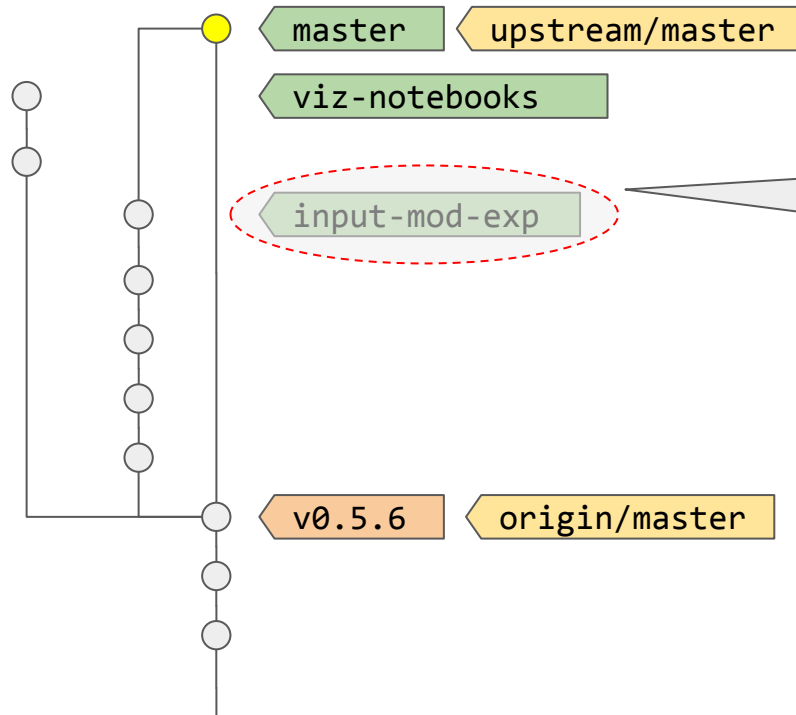 master upstream/master
viz-notebooks
input-mod-exp
v0.5.6 origin/master